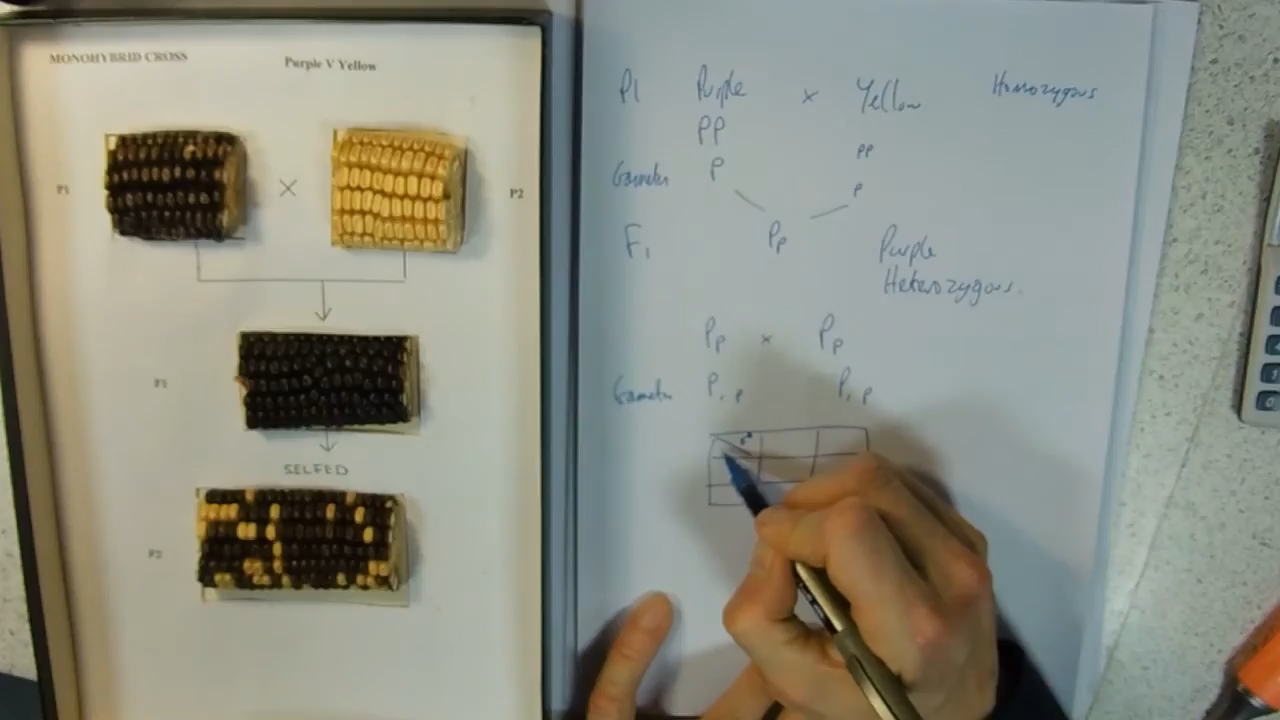 MONOHYBRID CROSS
Purple V Yellow
P1
×
P2
F1
SELFED
F2
P1 Purple × Yellow Homozygous
PP pp
Gametes P p
F1 Pp Purple
Heterozygous.
Pp × Pp
Gametes P, p P, p